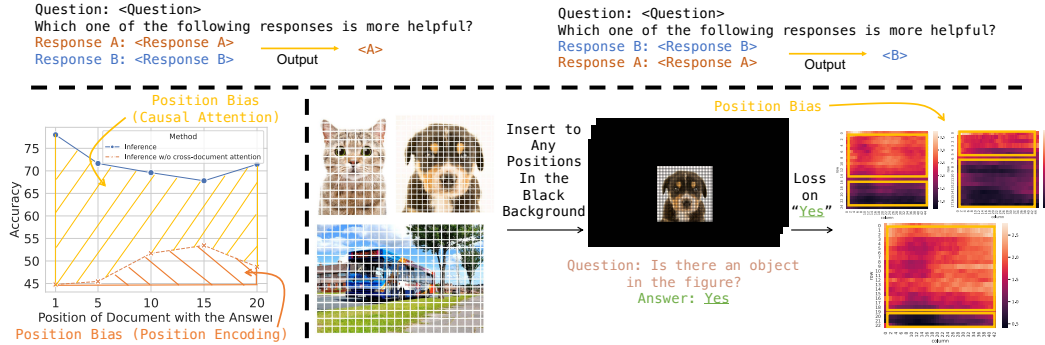 Question: <Question>
Which one of the following responses is more helpful?
Response A: <Response A>
Response B: <Response B>
Output
<A>
Question: <Question>
Which one of the following responses is more helpful?
Response B: <Response B>
Response A: <Response A>
Output
<B>
Position Bias
(Causal Attention)
Method
Inference
Inference w/o cross-document attention
Accuracy
75
70
65
60
55
50
45
1 5 10 15 20
Position of Document with the Answer
Position Bias (Position Encoding)
Insert to
Any
Positions
In the
Black
Background
Question: Is there an object
in the figure?
Answer: Yes
Loss
on
“Yes”
Position Bias
row
column